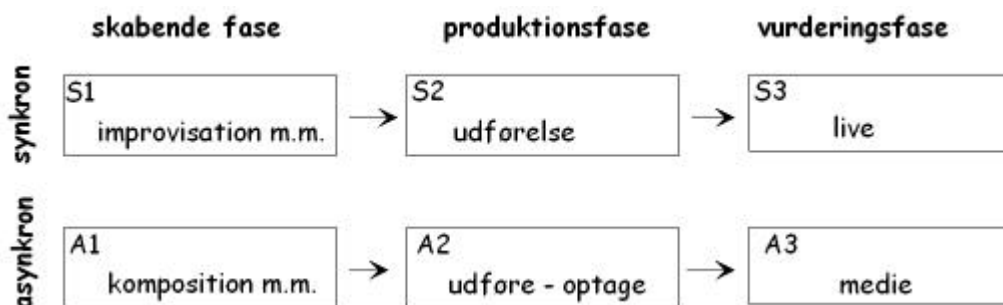 skabende fase produktionsfase vurderingsfase
synkron
S1 S2 S3
improvisation m.m. udførelse live
asynkron
A1 A2 A3
komposition m.m. udføre - optage medie